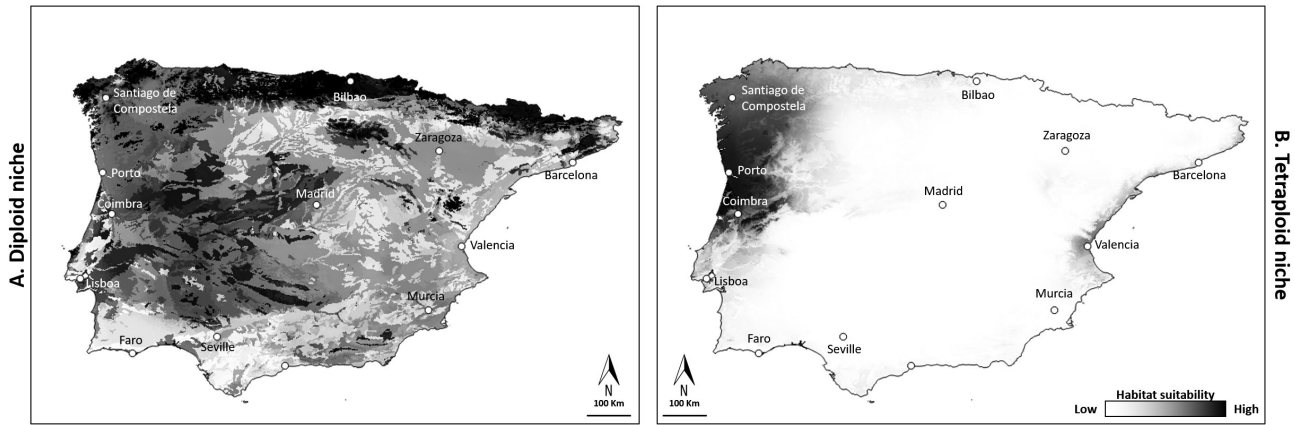 A. Diploid niche
Santiago de
Compostela
Bilbao
Zaragoza
Barcelona
Porto
Madrid
Coimbra
Valencia
Lisboa
Murcia
Faro
Seville
N
100 Km
B. Tetraploid niche
Santiago de
Compostela
Bilbao
Zaragoza
Barcelona
Porto
Madrid
Coimbra
Valencia
Lisboa
Murcia
Faro
Seville
N
100 Km
Habitat suitability
Low High